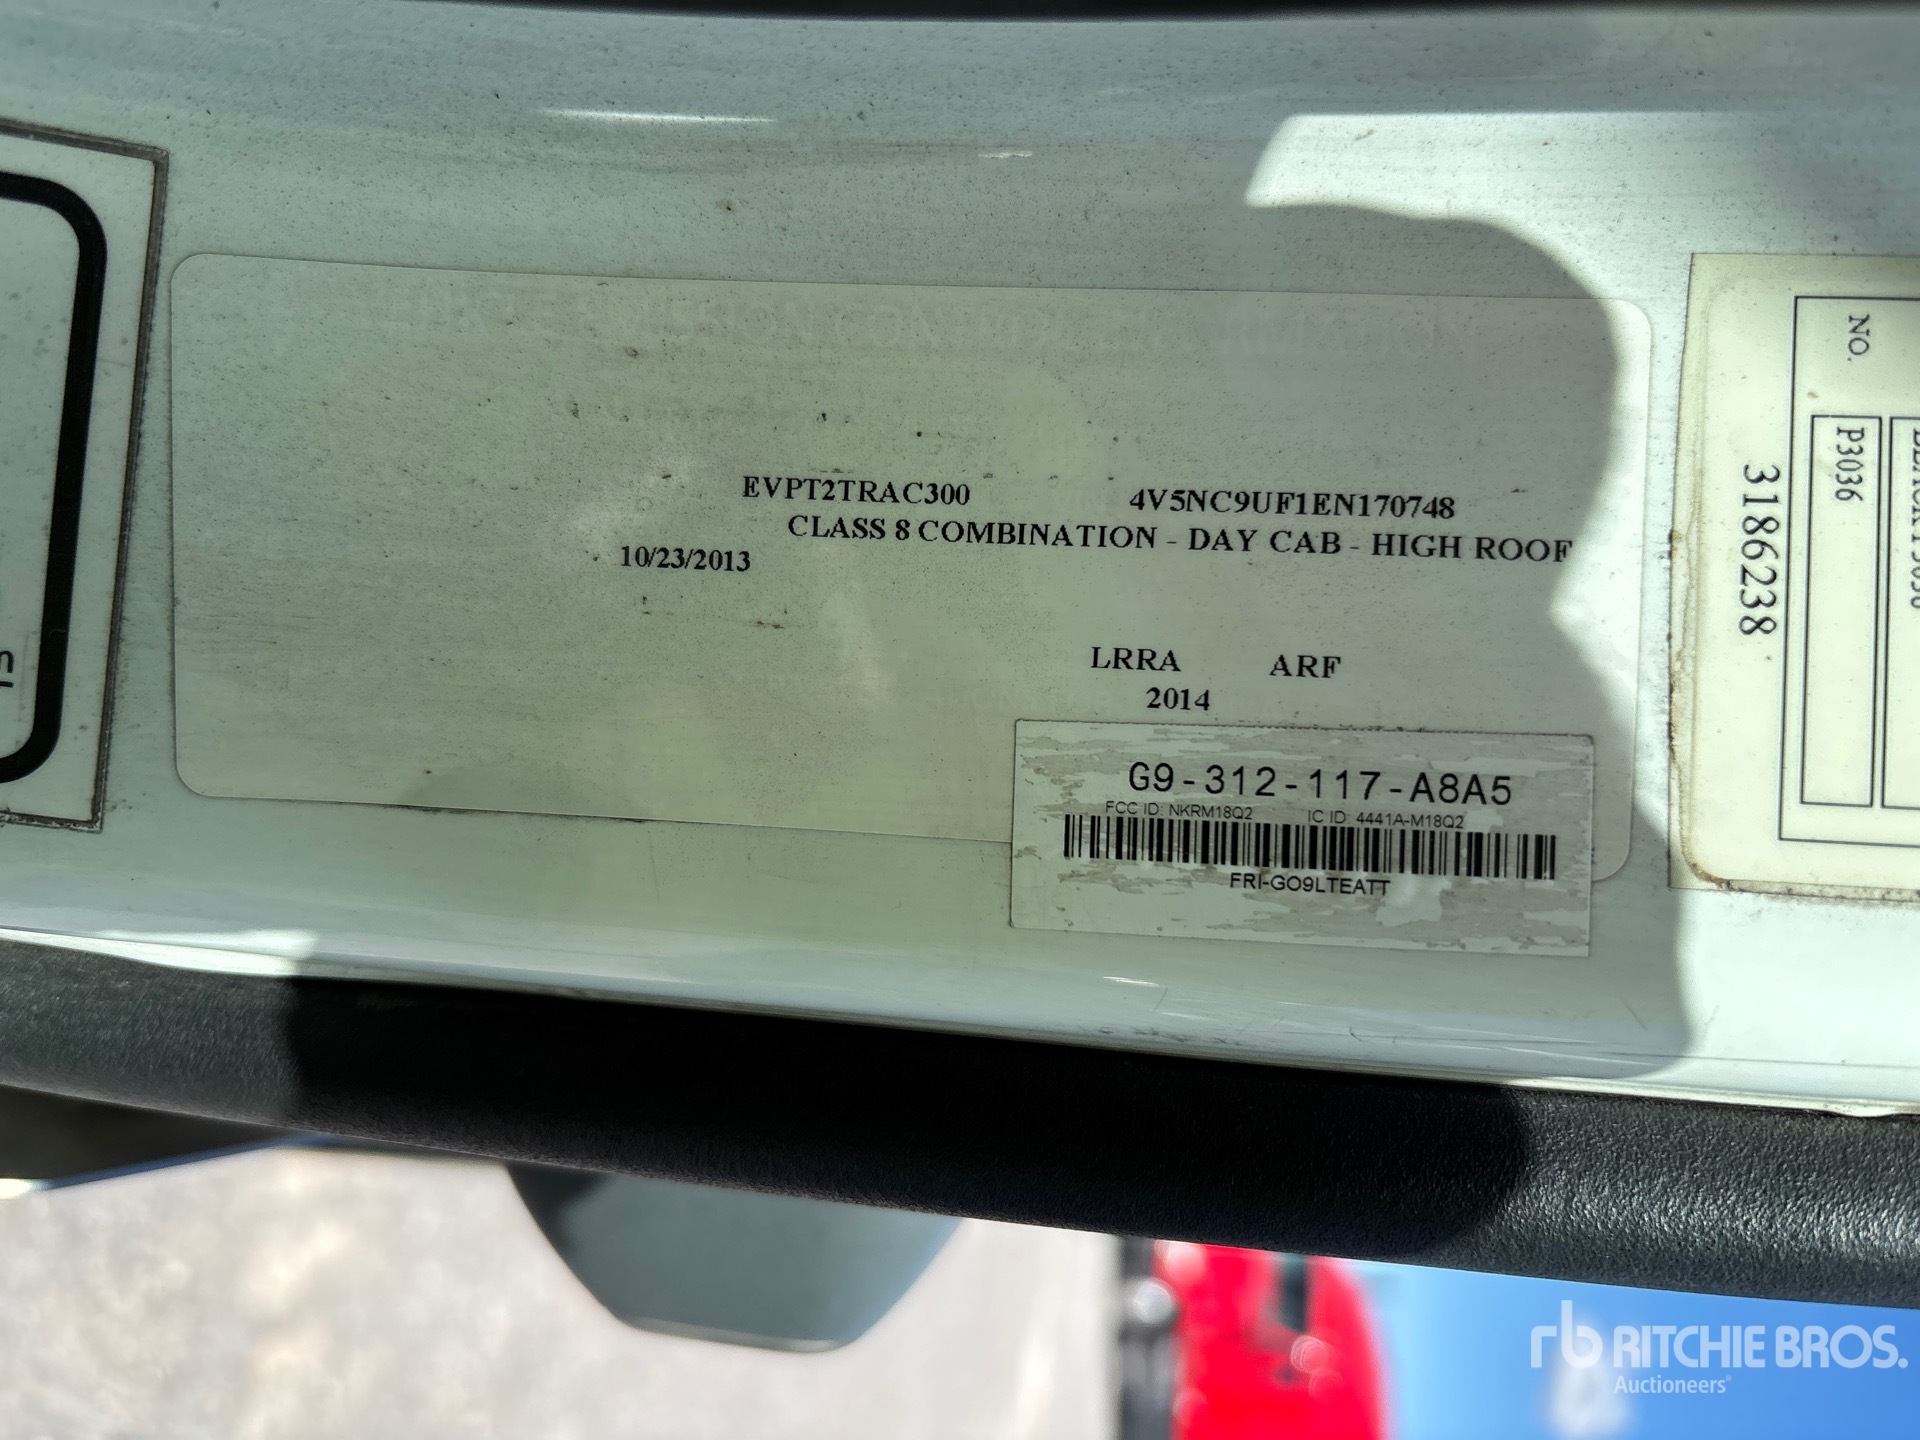 EVPT2TRAC300 4V5NC9UF1EN170748
CLASS 8 COMBINATION - DAY CAB - HIGH ROOF
10/23/2013
LRRA ARF
2014
G9-312-117-A8A5
FCC ID: NKRM18Q2 IC ID: 4441A-M18Q2
FRI-GO9LTEATT
NO.
P3036
3186238
rb RITCHIE BROS.
Auctioneers